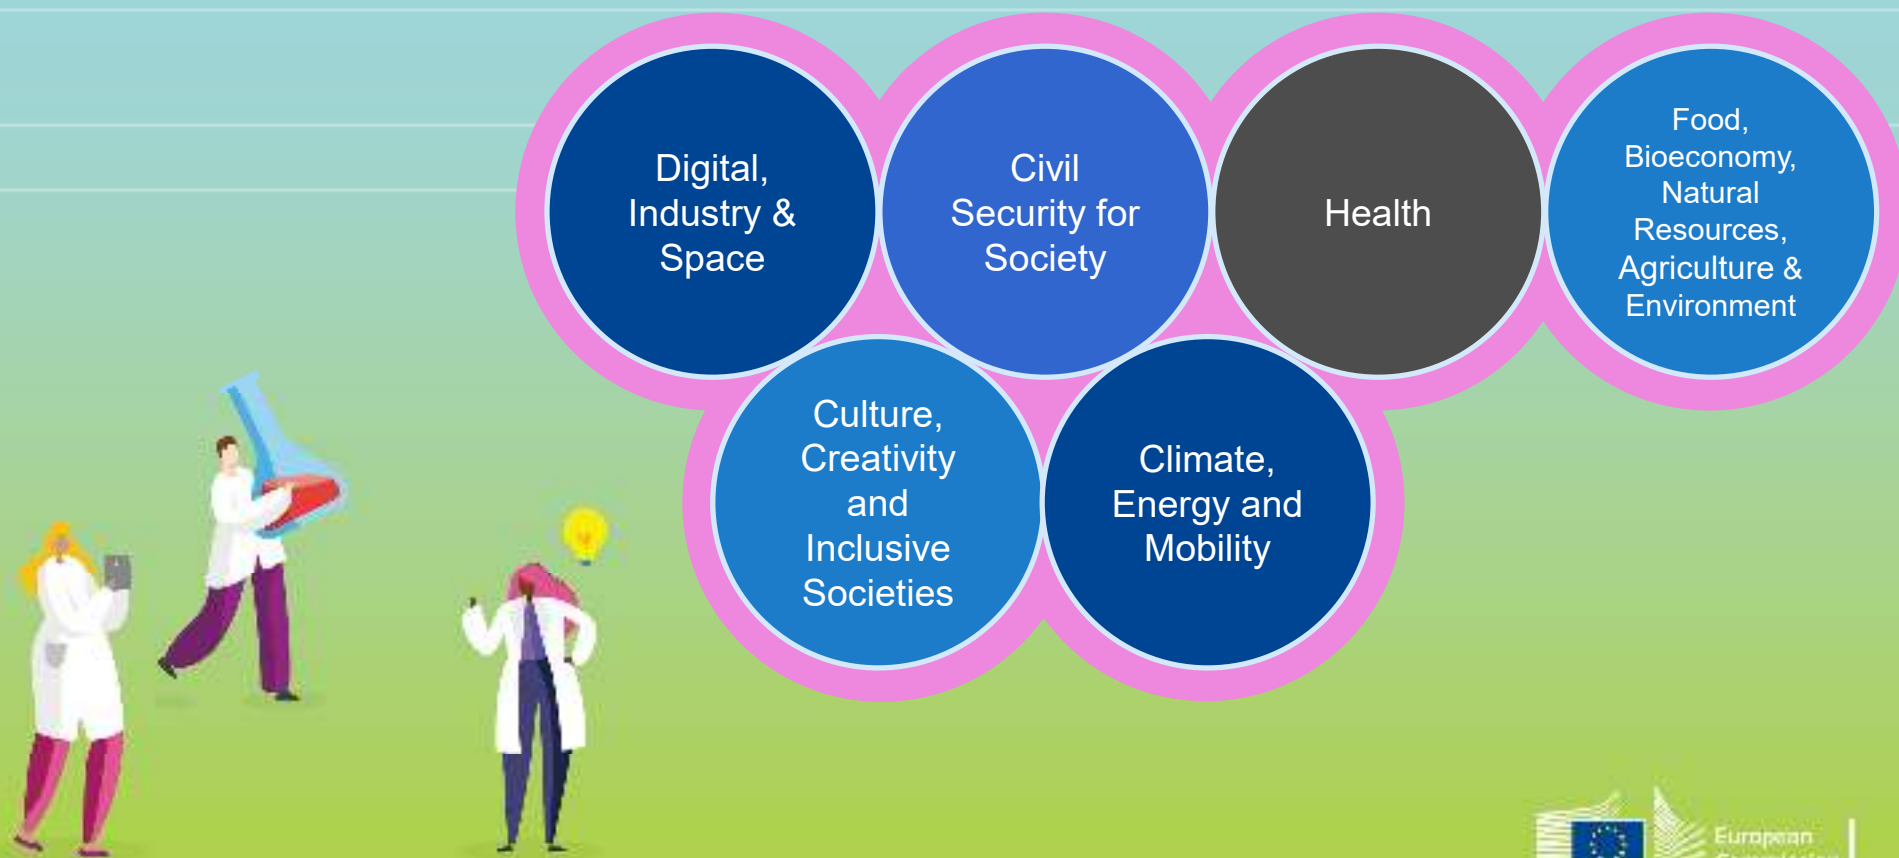 Digital,
Industry &
Space
Civil
Security for
Society
Health
Food,
Bioeconomy,
Natural
Resources,
Agriculture &
Environment
Culture,
Creativity
and
Inclusive
Societies
Climate,
Energy and
Mobility
European